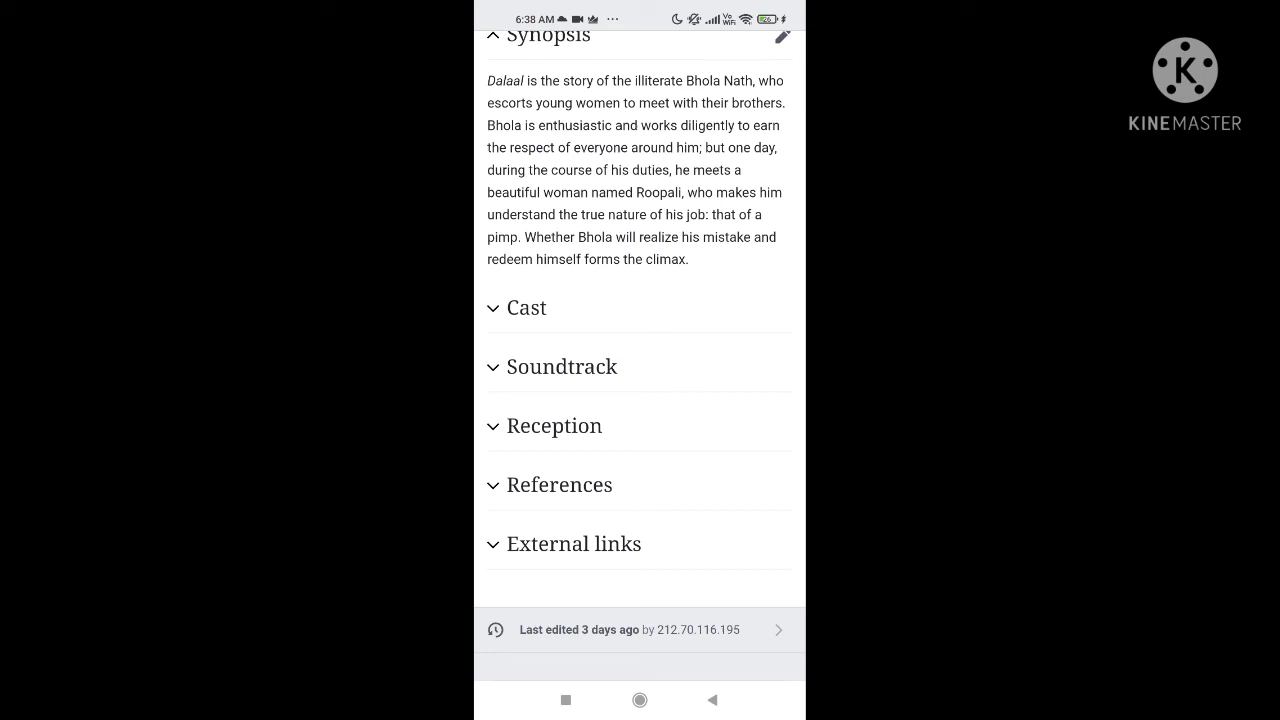 6:38 AM
Vo WiFi
26
Synopsis
Dalaal is the story of the illiterate Bhola Nath, who
escorts young women to meet with their brothers.
Bhola is enthusiastic and works diligently to earn
the respect of everyone around him; but one day,
during the course of his duties, he meets a
beautiful woman named Roopali, who makes him
understand the true nature of his job: that of a
pimp. Whether Bhola will realize his mistake and
redeem himself forms the climax.
Cast
Soundtrack
Reception
References
External links
Last edited 3 days ago by 212.70.116.195
K
KINEMASTER